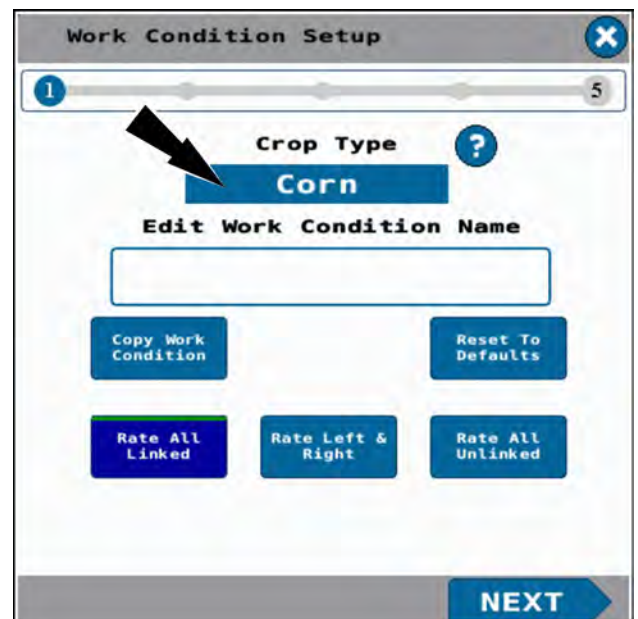 Work Condition Setup
1
5
Crop Type
?
Corn
Edit Work Condition Name
Copy Work
Condition
Reset To
Defaults
Rate All
Linked
Rate Left &
Right
Rate All
Unlinked
NEXT